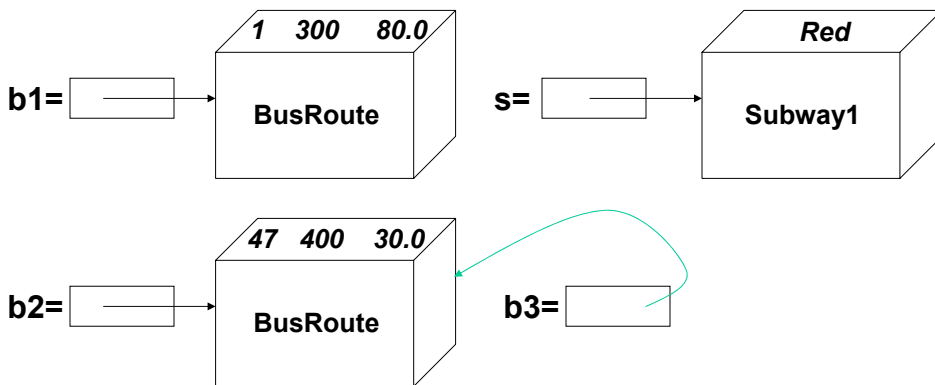 1 300 80.0
b1=
BusRoute
Red
s=
Subway1
47 400 30.0
b2=
BusRoute
b3=